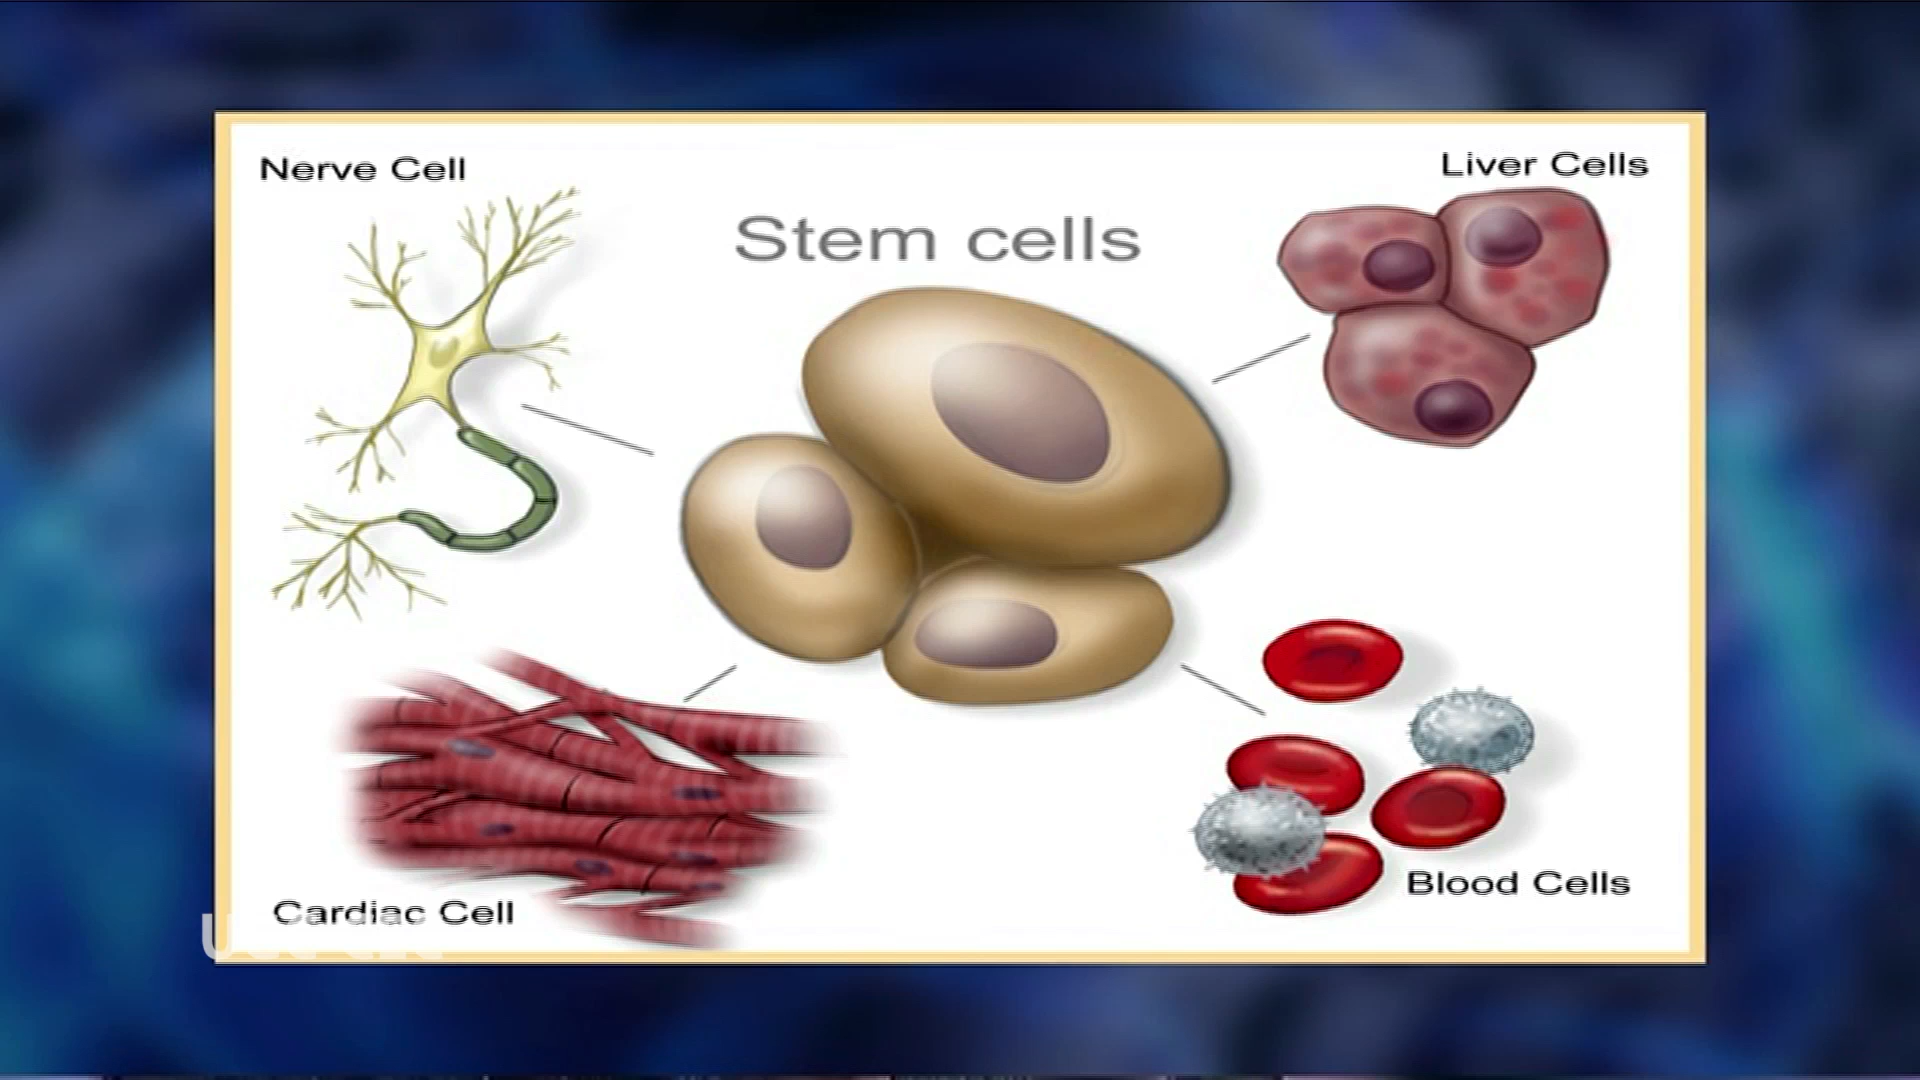 Nerve Cell
Liver Cells
Stem cells
Blood Cells
Cardiac Cell